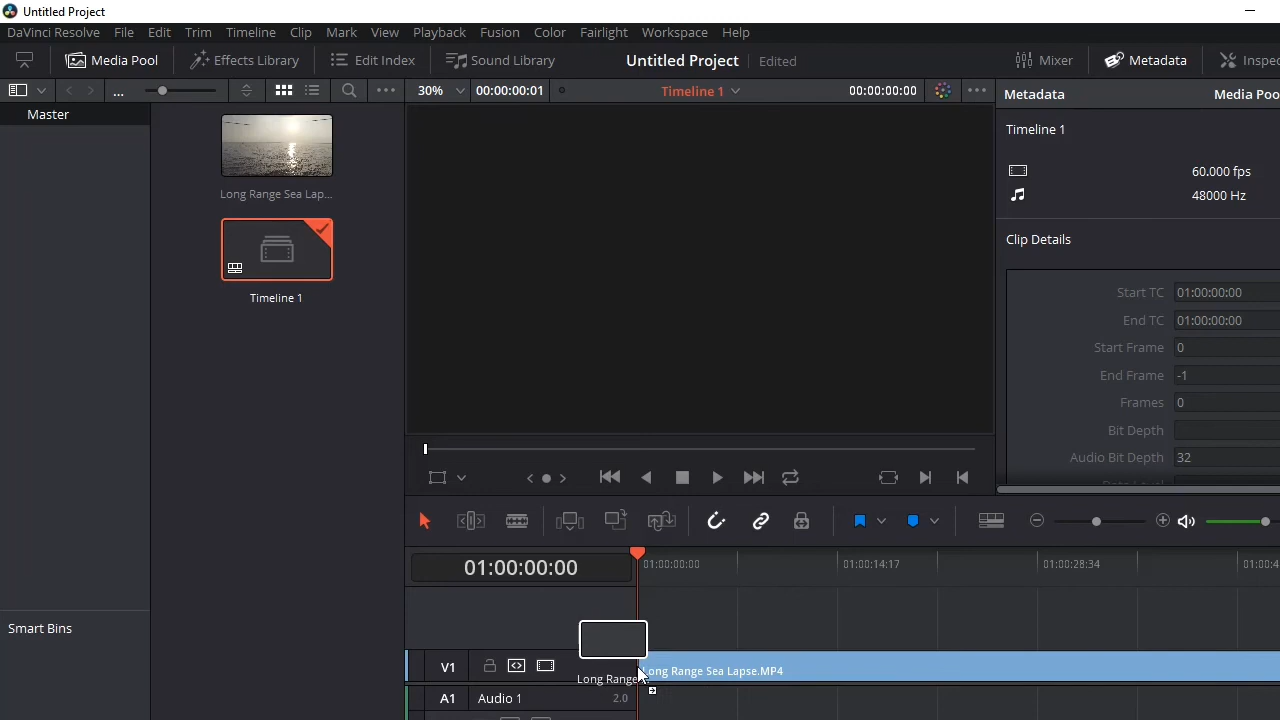 Untitled Project
DaVinci Resolve File Edit Trim Timeline Clip Mark View Playback Fusion Color Fairlight Workspace Help
Media Pool Effects Library Edit Index Sound Library Untitled Project Edited Mixer Metadata Inspec
... 30% 00:00:00:01 Timeline 1 00:00:00:00 ••• Metadata Media Poo
Master
Long Range Sea Lap...
Timeline 1
Timeline 1
60.000 fps
48000 Hz
Clip Details
Start TC 01:00:00:00
End TC 01:00:00:00
Start Frame 0
End Frame -1
Frames 0
Bit Depth
Audio Bit Depth 32
01:00:00:00 01:00:00:00 01:00:14:17 01:00:28:34 01:00:4
Smart Bins
V1 Long Range Sea Lapse.MP4
Long Range
A1 Audio 1 2.0